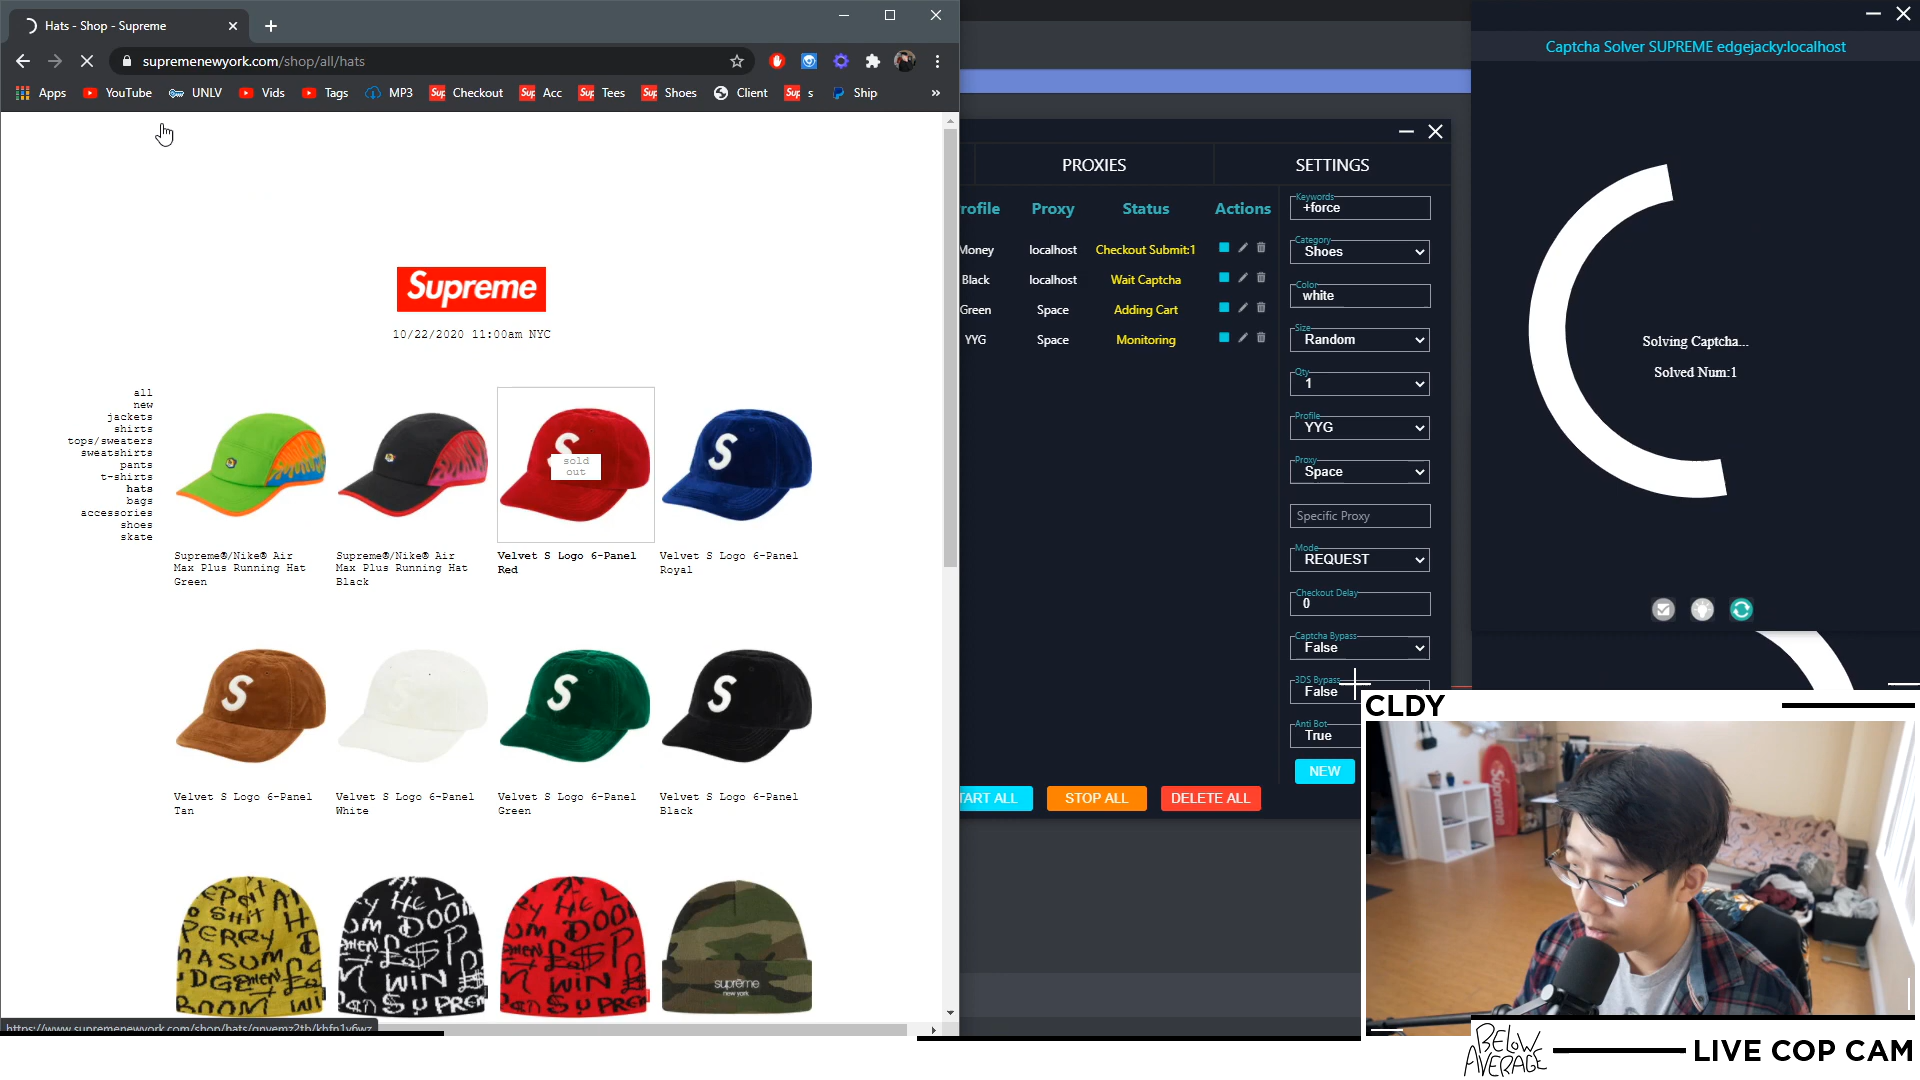 Hats - Shop - Supreme
supremenewyork.com/shop/all/hats
Apps YouTube UNLV Vids Tags MP3 Checkout Acc Tees Shoes Client s Ship »
Supreme
10/22/2020 11:00am NYC
all
new
jackets
shirts
tops/sweaters
sweatshirts
pants
t-shirts
hats
bags
accessories
shoes
skate
sold
out
Supreme®/Nike® Air
Max Plus Running Hat
Green
Supreme®/Nike® Air
Max Plus Running Hat
Black
Velvet S Logo 6-Panel
Red
Velvet S Logo 6-Panel
Royal
Velvet S Logo 6-Panel
Tan
Velvet S Logo 6-Panel
White
Velvet S Logo 6-Panel
Green
Velvet S Logo 6-Panel
Black
supreme
new york
PROXIES SETTINGS
rofile Proxy Status Actions
Money localhost Checkout Submit:1
Black localhost Wait Captcha
Green Space Adding Cart
YYG Space Monitoring
Keywords
+force
Category
Shoes
Color
white
Size
Random
Qty
1
Profile
YYG
Proxy
Space
Specific Proxy
Mode
REQUEST
Checkout Delay
0
Captcha Bypass
False
3DS Bypass
False
Anti Bot
True
NEW
TART ALL STOP ALL DELETE ALL
Captcha Solver SUPREME edgejacky:localhost
Solving Captcha...
Solved Num:1
CLDY
Supreme
BELOW
AVERAGE
LIVE COP CAM